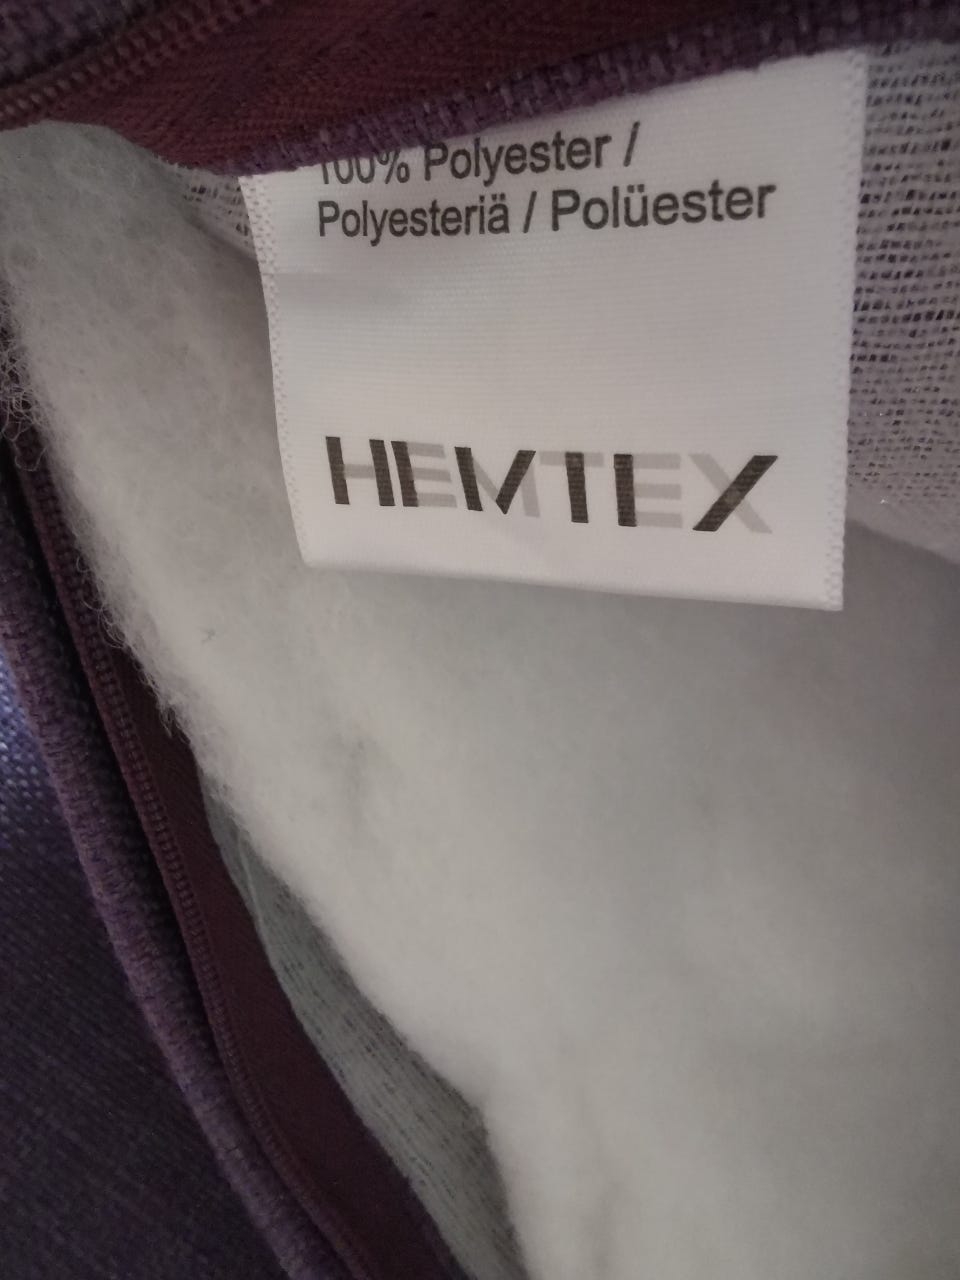 100% Polyester /
Polyesteriä / Polüester
HEMTEX